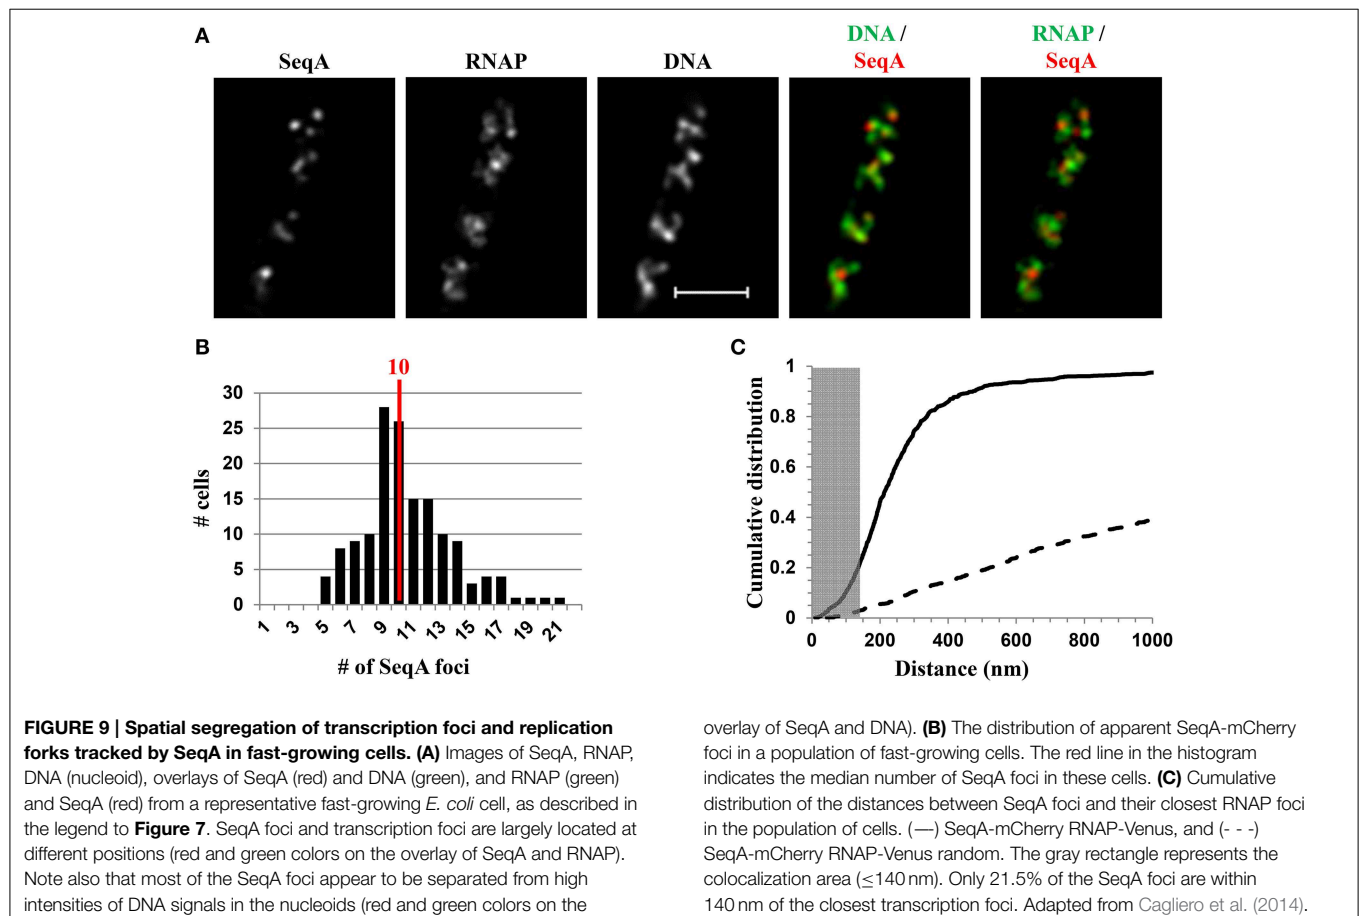 A
SeqA
RNAP
DNA
DNA /
SeqA
RNAP /
SeqA
B
10
# cells
30
25
20
15
10
5
0
1 3 5 7 9 11 13 15 17 19 21
# of SeqA foci
C
Cumulative distribution
1
0.8
0.6
0.4
0.2
0
0 200 400 600 800 1000
Distance (nm)
FIGURE 9 | Spatial segregation of transcription foci and replication
forks tracked by SeqA in fast-growing cells. (A) Images of SeqA, RNAP,
DNA (nucleoid), overlays of SeqA (red) and DNA (green), and RNAP (green)
and SeqA (red) from a representative fast-growing E. coli cell, as described in
the legend to Figure 7. SeqA foci and transcription foci are largely located at
different positions (red and green colors on the overlay of SeqA and RNAP).
Note also that most of the SeqA foci appear to be separated from high
intensities of DNA signals in the nucleoids (red and green colors on the
overlay of SeqA and DNA). (B) The distribution of apparent SeqA-mCherry
foci in a population of fast-growing cells. The red line in the histogram
indicates the median number of SeqA foci in these cells. (C) Cumulative
distribution of the distances between SeqA foci and their closest RNAP foci
in the population of cells. (—) SeqA-mCherry RNAP-Venus, and (- - -)
SeqA-mCherry RNAP-Venus random. The gray rectangle represents the
colocalization area (≤140 nm). Only 21.5% of the SeqA foci are within
140 nm of the closest transcription foci. Adapted from Cagliero et al. (2014).